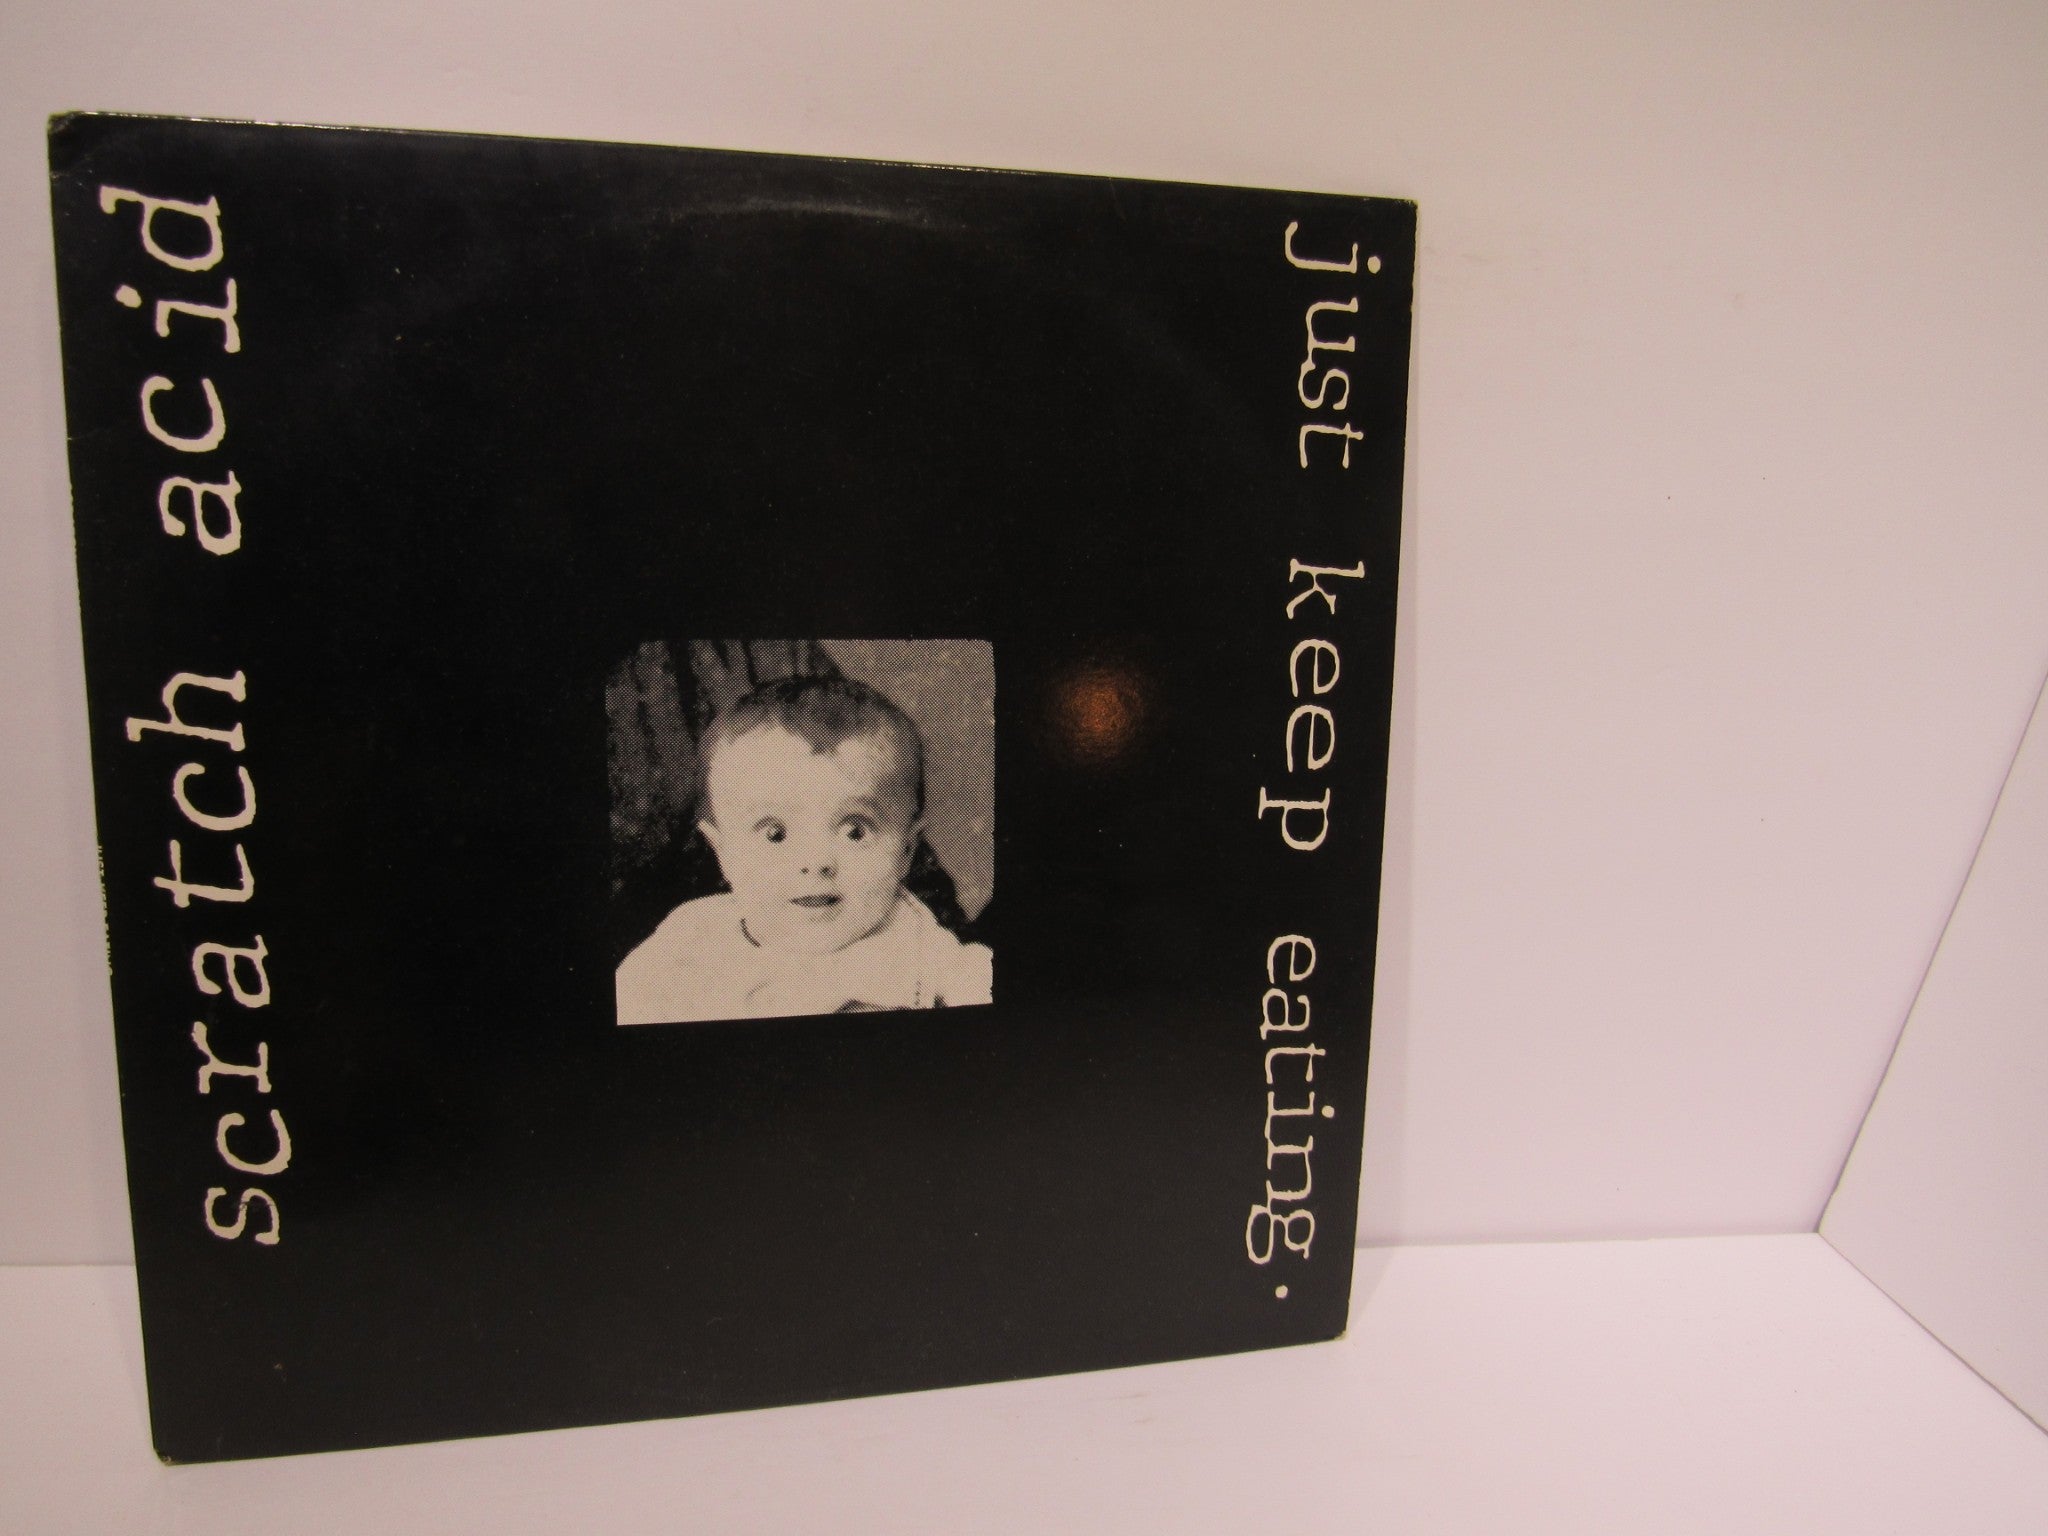 scratch acid
just keep eating.